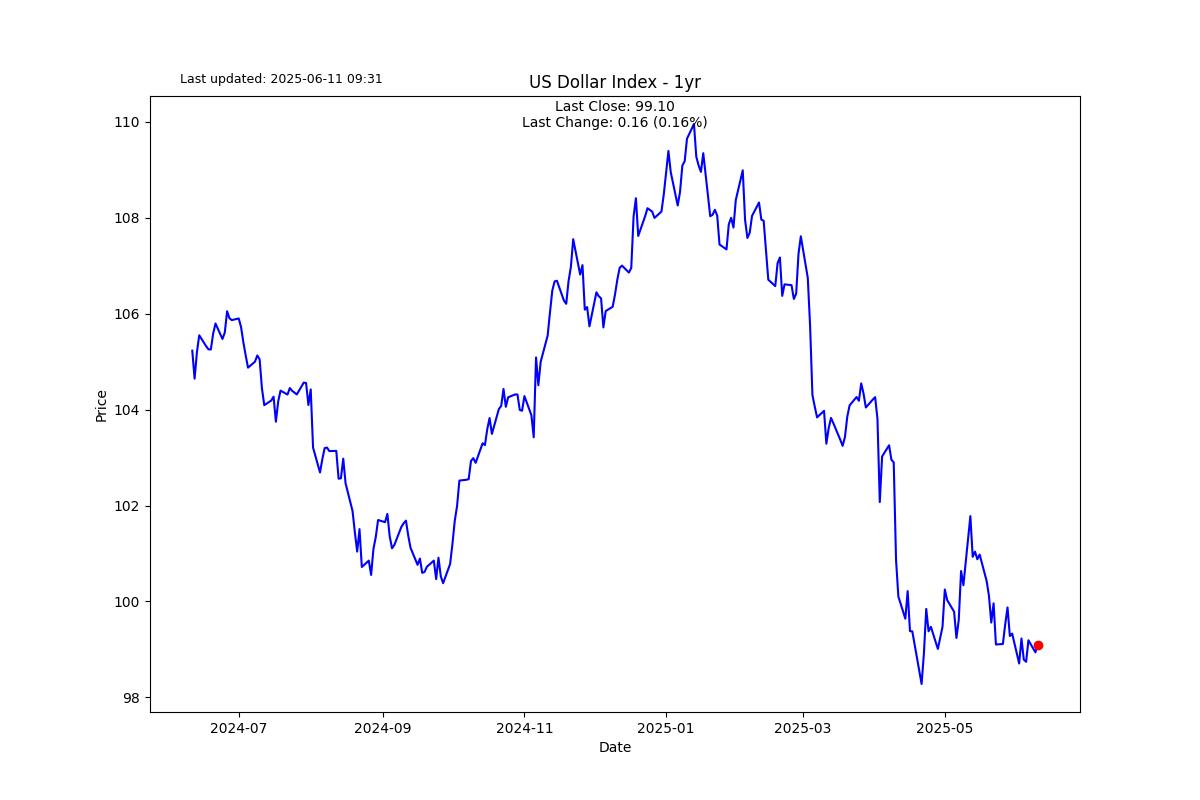 Last updated: 2025-06-11 09:31
US Dollar Index - 1yr
Last Close: 99.10
Last Change: 0.16 (0.16%)
110
108
106
104
102
100
98
Price
2024-07
2024-09
2024-11
2025-01
2025-03
2025-05
Date